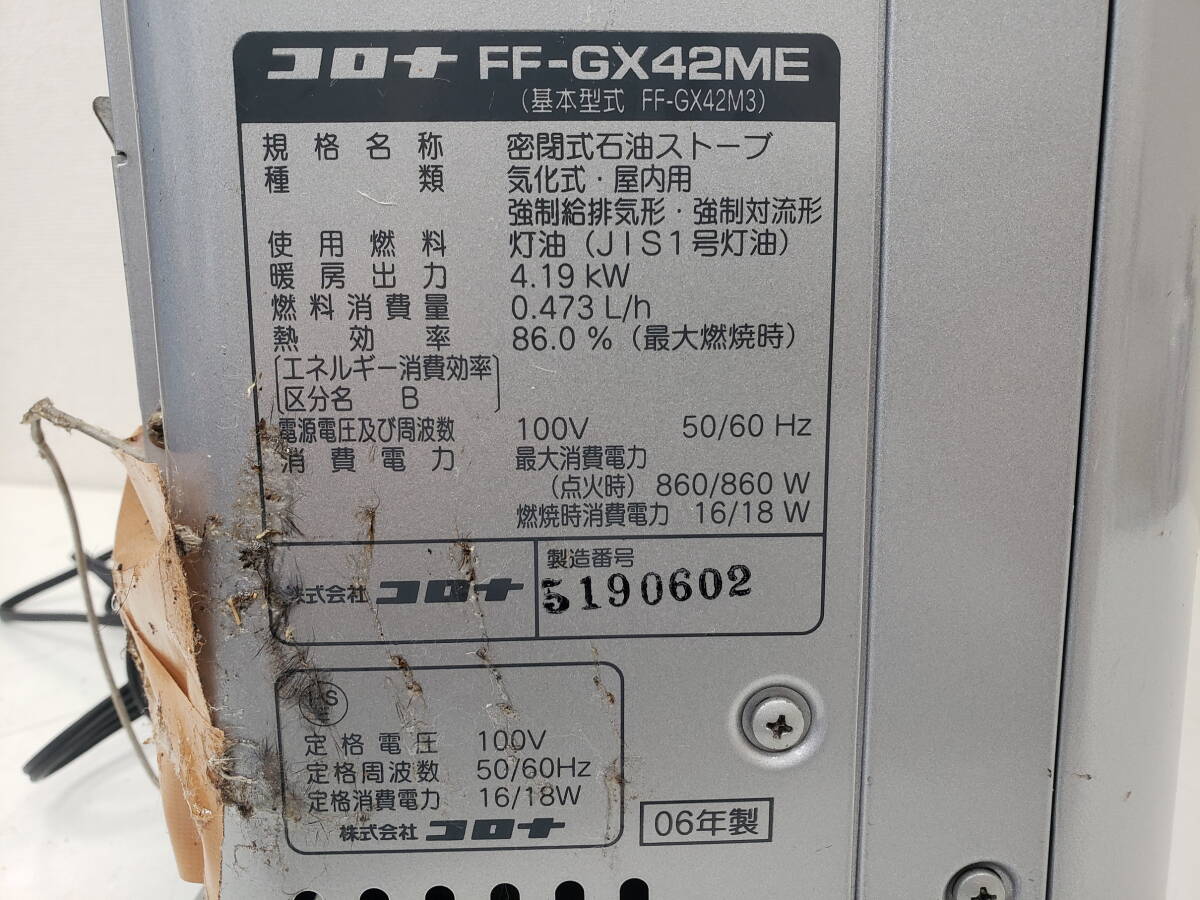 コロナ FF-GX42ME
(基本型式 FF-GX42M3)
規格名称 密閉式石油ストーブ
種類 気化式・屋内用
強制給排気形・強制対流形
使用燃料 灯油(JIS1号灯油)
暖房出力 4.19 kW
燃料消費量 0.473 L/h
熱効率 86.0 %(最大燃焼時)
エネルギー消費効率
区分名 B
電源電圧及び周波数 100V 50/60 Hz
消費電力 最大消費電力
(点火時) 860/860 W
燃焼時消費電力 16/18 W
製造番号
株式会社 コロナ 5190602
定格電圧 100V
定格周波数 50/60Hz
定格消費電力 16/18W
株式会社 コロナ
06年製